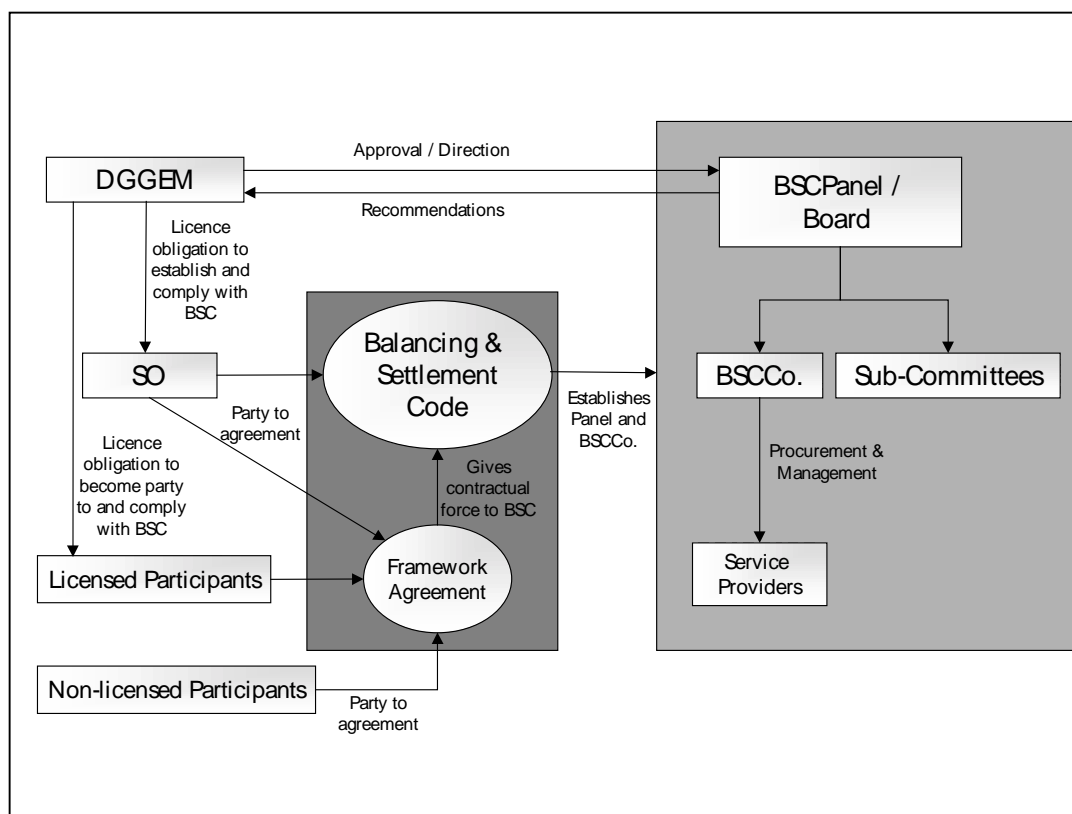 Approval / Direction
DGGEM
BSCPanel /
Board
Recommendations
Licence
obligation to
establish and
comply with
BSC
Balancing &
Settlement
Code
SO
BSCCo.
Sub-Committees
Establishes
Panel and
BSCCo.
Party to
agreement
Licence
obligation to
become party
to and comply
with BSC
Procurement &
Management
Gives
contractual
force to BSC
Framework
Agreement
Service
Providers
Licensed Participants
Non-licensed Participants
Party to
agreement